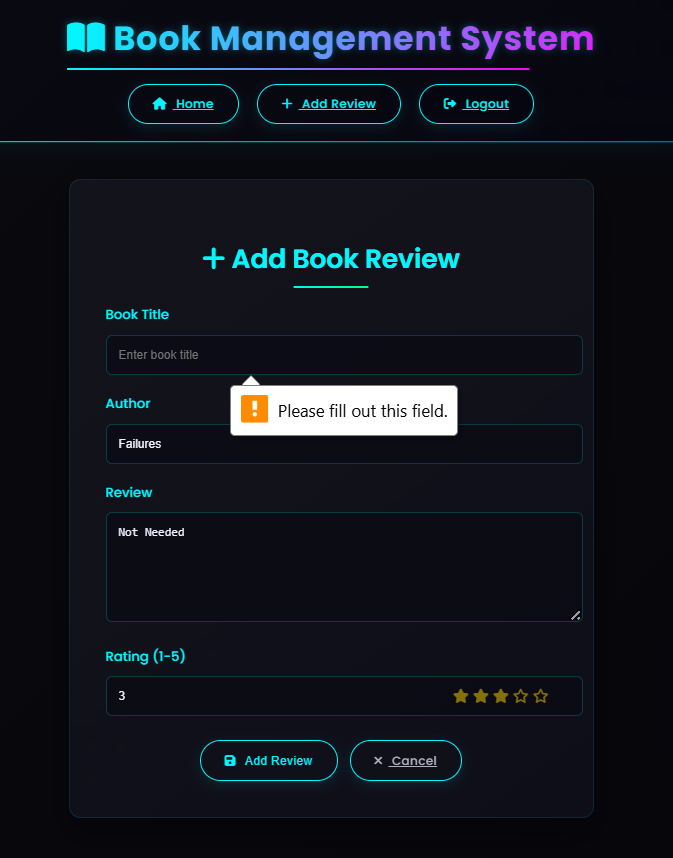 Book Management System
Home Add Review Logout
Add Book Review
Book Title
Enter book title
Please fill out this field.
Author
Failures
Review
Not Needed
Rating (1-5)
3
Add Review Cancel